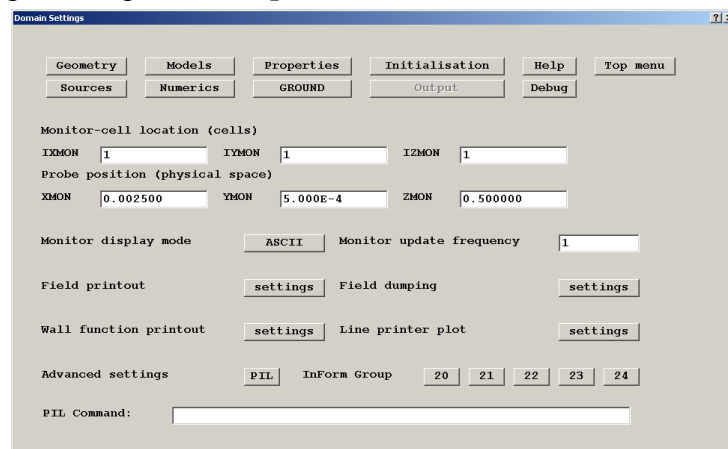 Domain Settings
Geometry Models Properties Initialisation Help Top menu
Sources Numerics GROUND Output Debug
Monitor-cell location (cells)
IXMON 1 IYMON 1 IZMON 1
Probe position (physical space)
XMON 0.002500 YMON 5.000E-4 ZMON 0.500000
Monitor display mode ASCII Monitor update frequency 1
Field printout settings Field dumping settings
Wall function printout settings Line printer plot settings
Advanced settings PIL InForm Group 20 21 22 23 24
PIL Command: